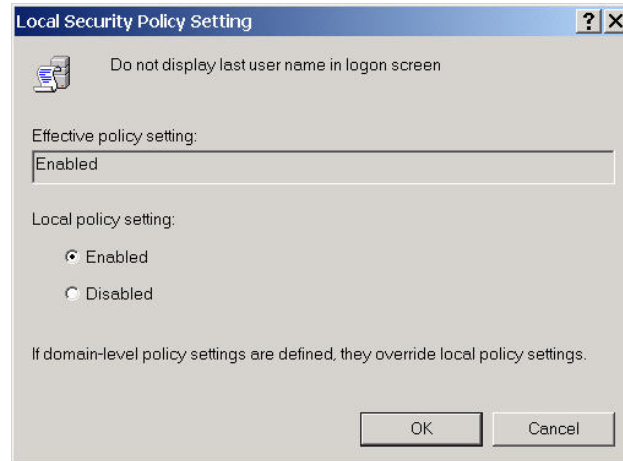 Local Security Policy Setting
Do not display last user name in logon screen
Effective policy setting:
Enabled
Local policy setting:
Enabled
Disabled
If domain-level policy settings are defined, they override local policy settings.
OK Cancel